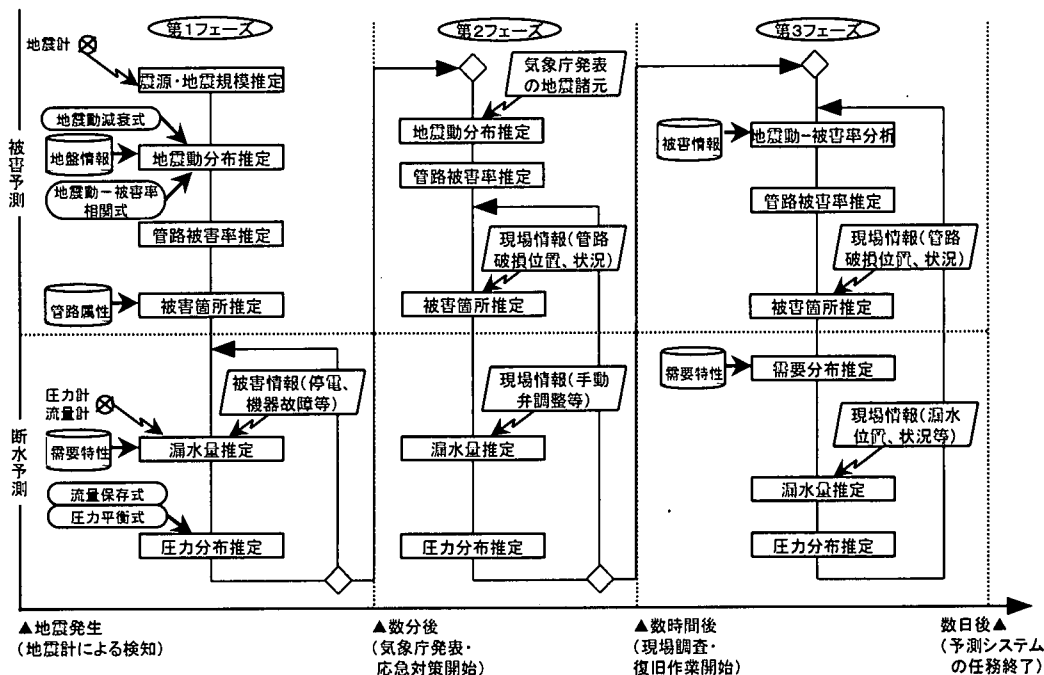 第1フェーズ
地震計
震源・地震規模推定
地震動減衰式
地盤情報
地震動分布推定
地震動ー被害率
相関式
管路被害率推定
管路属性
被害箇所推定
被害予測
圧力計
流量計
被害情報(停電、
機器故障等)
需要特性
漏水量推定
流量保存式
圧力平衡式
圧力分布推定
断水予測
第2フェーズ
気象庁発表
の地震諸元
地震動分布推定
管路被害率推定
現場情報(管路
破損位置、状況)
被害箇所推定
現場情報(手動
弁調整等)
漏水量推定
圧力分布推定
第3フェーズ
被害情報
地震動ー被害率分析
管路被害率推定
現場情報(管路
破損位置、状況)
被害箇所推定
需要特性
需要分布推定
現場情報(漏水
位置、状況等)
漏水量推定
圧力分布推定
▲地震発生
(地震計による検知)
▲数分後
(気象庁発表・
応急対策開始)
▲数時間後
(現場調査・
復旧作業開始)
数日後▲
(予測システム
の任務終了)